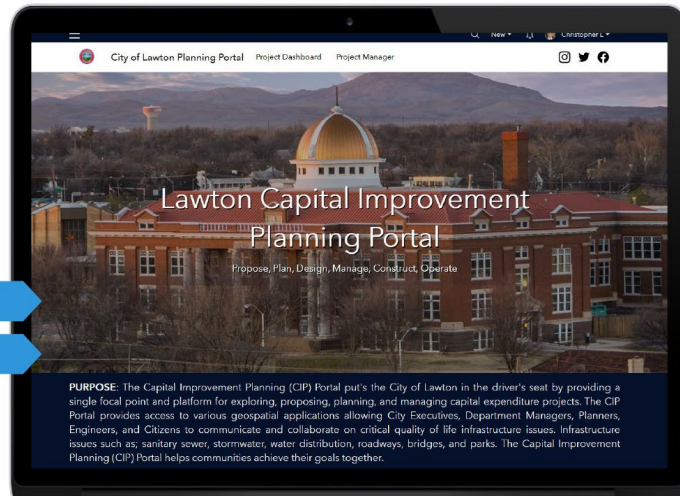 New
Christopher L
City of Lawton Planning Portal Project Dashboard Project Manager
Lawton Capital Improvement
Planning Portal
Propose, Plan, Design, Manage, Construct, Operate
PURPOSE: The Capital Improvement Planning (CIP) Portal put's the City of Lawton in the driver's seat by providing a
single focal point and platform for exploring, proposing, planning, and managing capital expenditure projects. The CIP
Portal provides access to various geospatial applications allowing City Executives, Department Managers, Planners,
Engineers, and Citizens to communicate and collaborate on critical quality of life infrastructure issues. Infrastructure
issues such as; sanitary sewer, stormwater, water distribution, roadways, bridges, and parks. The Capital Improvement
Planning (CIP) Portal helps communities achieve their goals together.